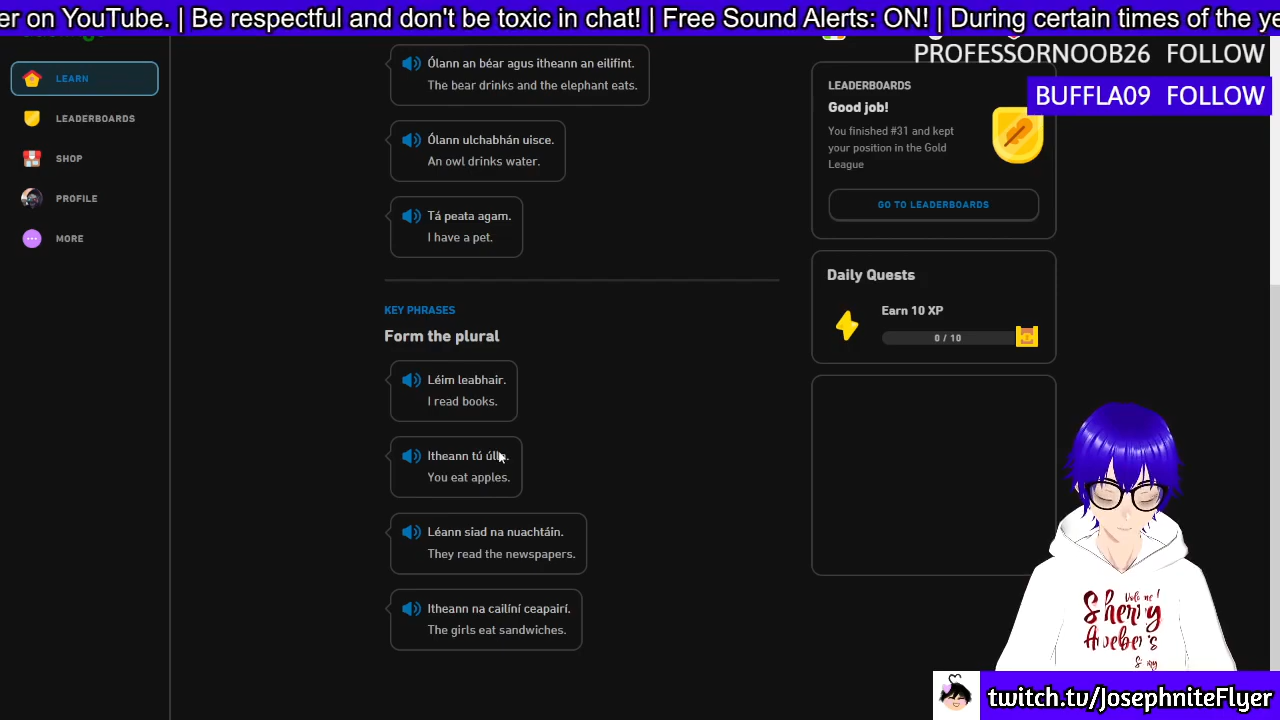 er on YouTube. | Be respectful and don't be toxic in chat! | Free Sound Alerts: ON! | During certain times of the ye
PROFESSORNOOB26 FOLLOW
BUFFLA09 FOLLOW
LEARN
LEADERBOARDS
SHOP
PROFILE
MORE
Ólann an béar agus itheann an eilifint.
The bear drinks and the elephant eats.
Ólann ulchabhán uisce.
An owl drinks water.
Tá peata agam.
I have a pet.
KEY PHRASES
Form the plural
Léim leabhair.
I read books.
Itheann tú úlla.
You eat apples.
Léann siad na nuachtáin.
They read the newspapers.
Itheann na cailíní ceapairí.
The girls eat sandwiches.
LEADERBOARDS
Good job!
You finished #31 and kept
your position in the Gold
League
GO TO LEADERBOARDS
Daily Quests
Earn 10 XP
0 / 10
Sherry
twitch.tv/JosephniteFlyer